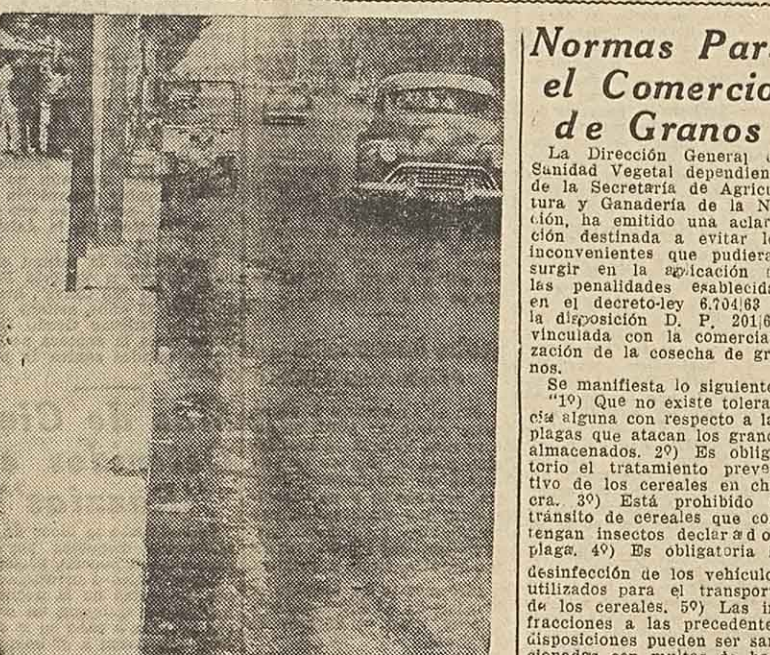 Normas Par
el Comercio
de Granos
La Dirección General
Sanidad Vegetal dependien
de la Secretaría de Agricu
tura y Ganadería de la N
ción, ha emitido una aclar
ción destinada a evitar l
inconvenientes que pudiera
surgir en la aplicación
las penalidades establecida
en el decreto-ley 6.704|63
la disposición D. P. 201|6
vinculada con la comercia
zación de la cosecha de gr
nos.
Se manifiesta lo siguiente
"1º) Que no existe tolera
cia alguna con respecto a la
plagas que atacan los grano
almacenados. 2º) Es oblig
torio el tratamiento preve
tivo de los cereales en ch
cra. 3º) Está prohibido
tránsito de cereales que co
tengan insectos declarado
plaga. 4º) Es obligatoria
desinfección de los vehículo
utilizados para el transport
de los cereales. 5º) Las i
fracciones a las precedente
disposiciones pueden ser san